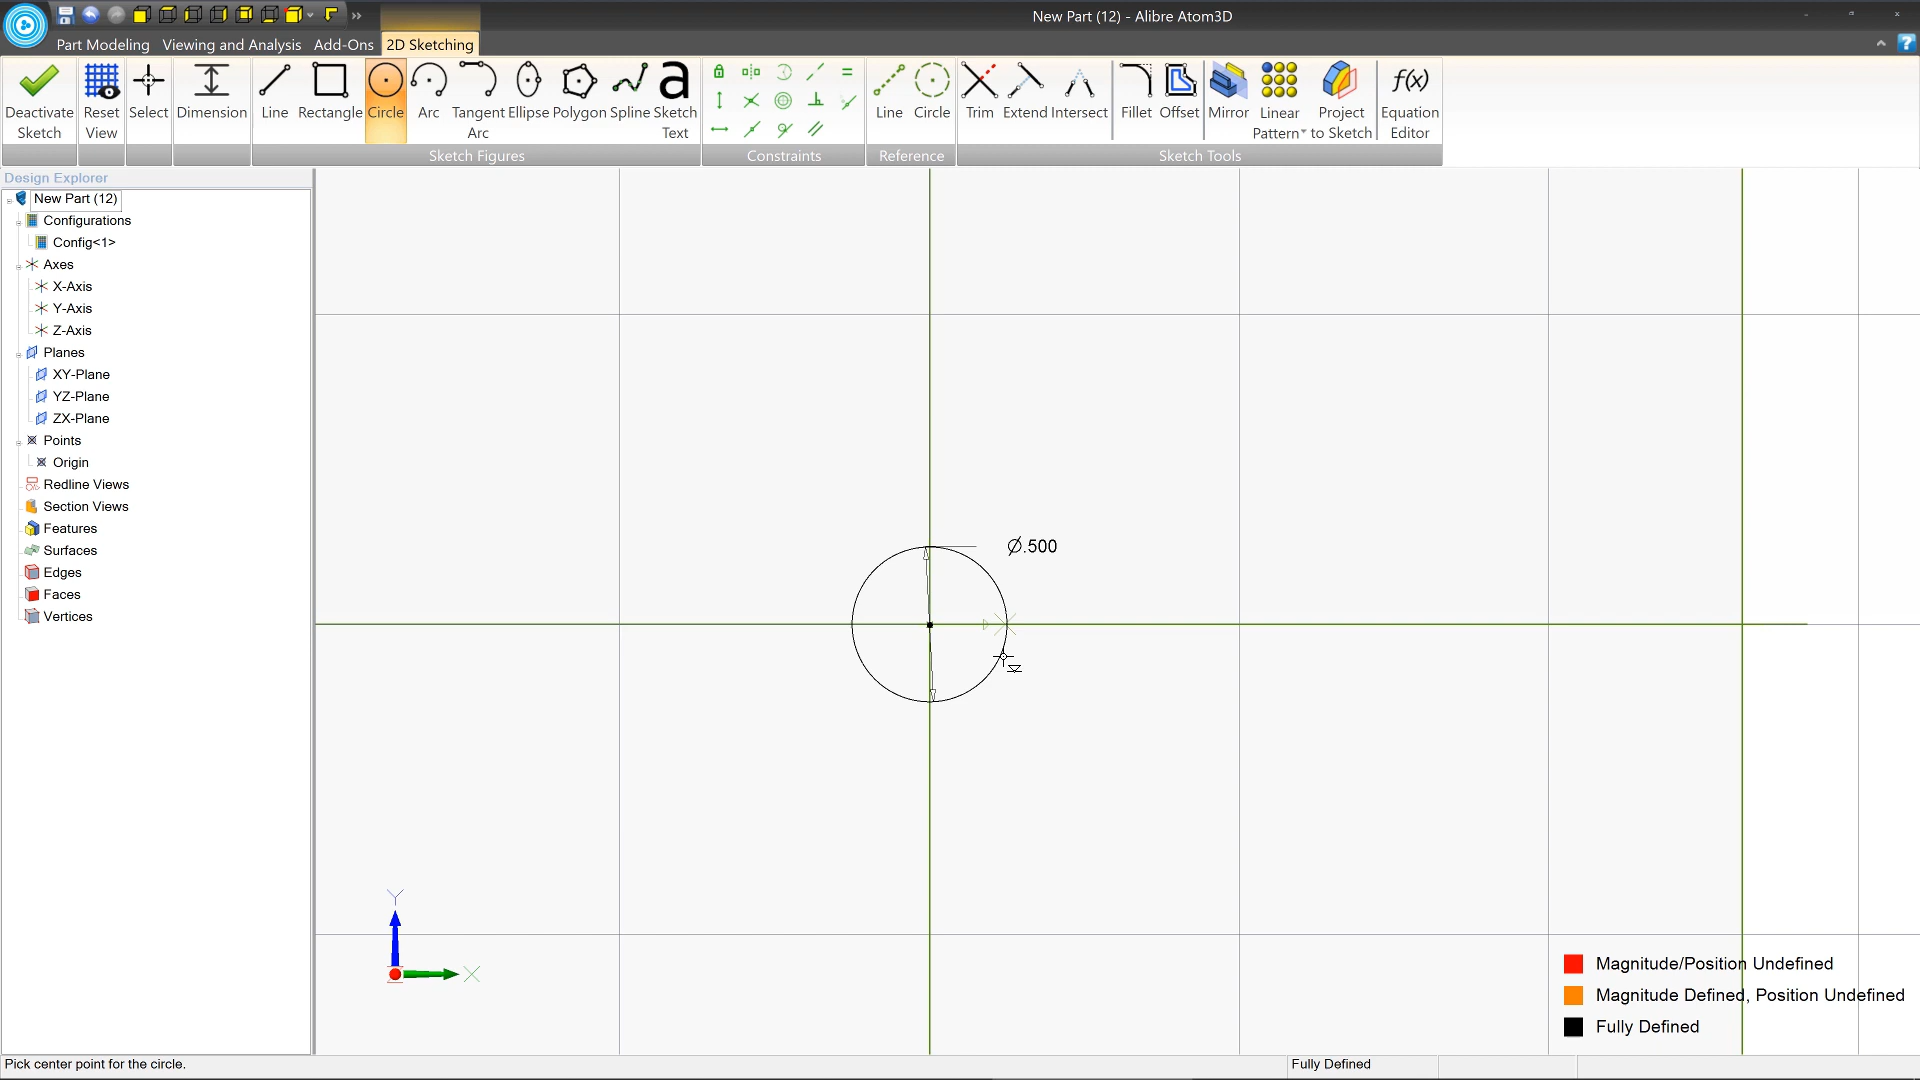 New Part (12) - Alibre Atom3D
Part Modeling Viewing and Analysis Add-Ons 2D Sketching
Deactivate Sketch
Reset View
Select
Dimension
Line
Rectangle
Circle
Arc
Tangent Arc
Ellipse
Polygon
Spline
Sketch Text
Line
Circle
Trim
Extend
Intersect
Fillet
Offset
Mirror
Linear Pattern
Project to Sketch
f(x)
Equation Editor
Sketch Figures
Constraints
Reference
Sketch Tools
Design Explorer
New Part (12)
Configurations
Config<1>
Axes
X-Axis
Y-Axis
Z-Axis
Planes
XY-Plane
YZ-Plane
ZX-Plane
Points
Origin
Redline Views
Section Views
Features
Surfaces
Edges
Faces
Vertices
∅.500
X
Y
X
Magnitude/Position Undefined
Magnitude Defined, Position Undefined
Fully Defined
Pick center point for the circle.
Fully Defined